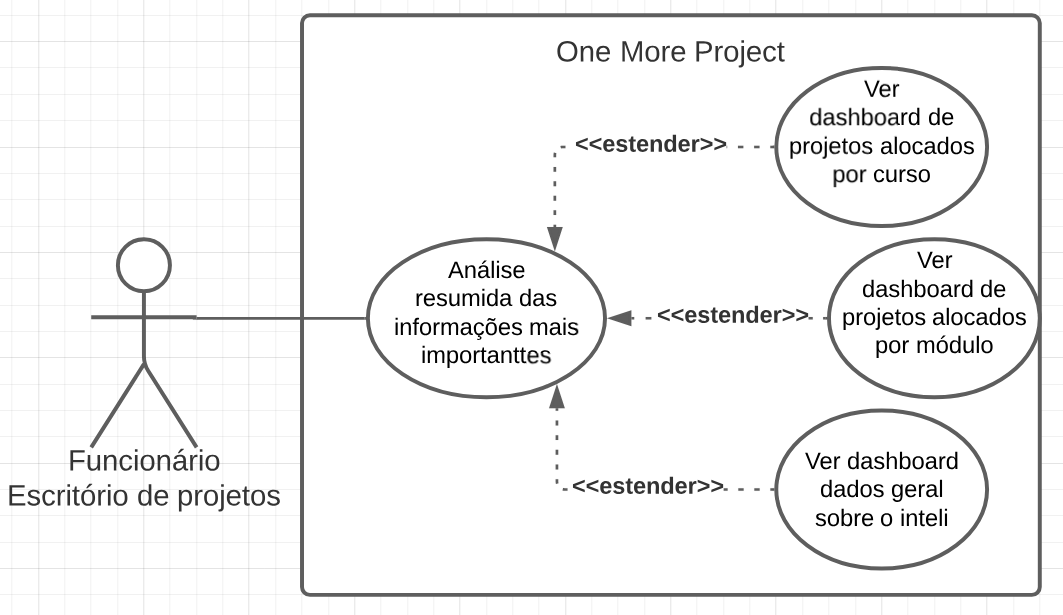 One More Project
Ver
dashboard de
projetos alocados
por curso
<<estender>>
Análise
resumida das
informações mais
importanttes
<<estender>>
Ver
dashboard de
projetos alocados
por módulo
<<estender>>
Ver dashboard
dados geral
sobre o inteli
Funcionário
Escritório de projetos